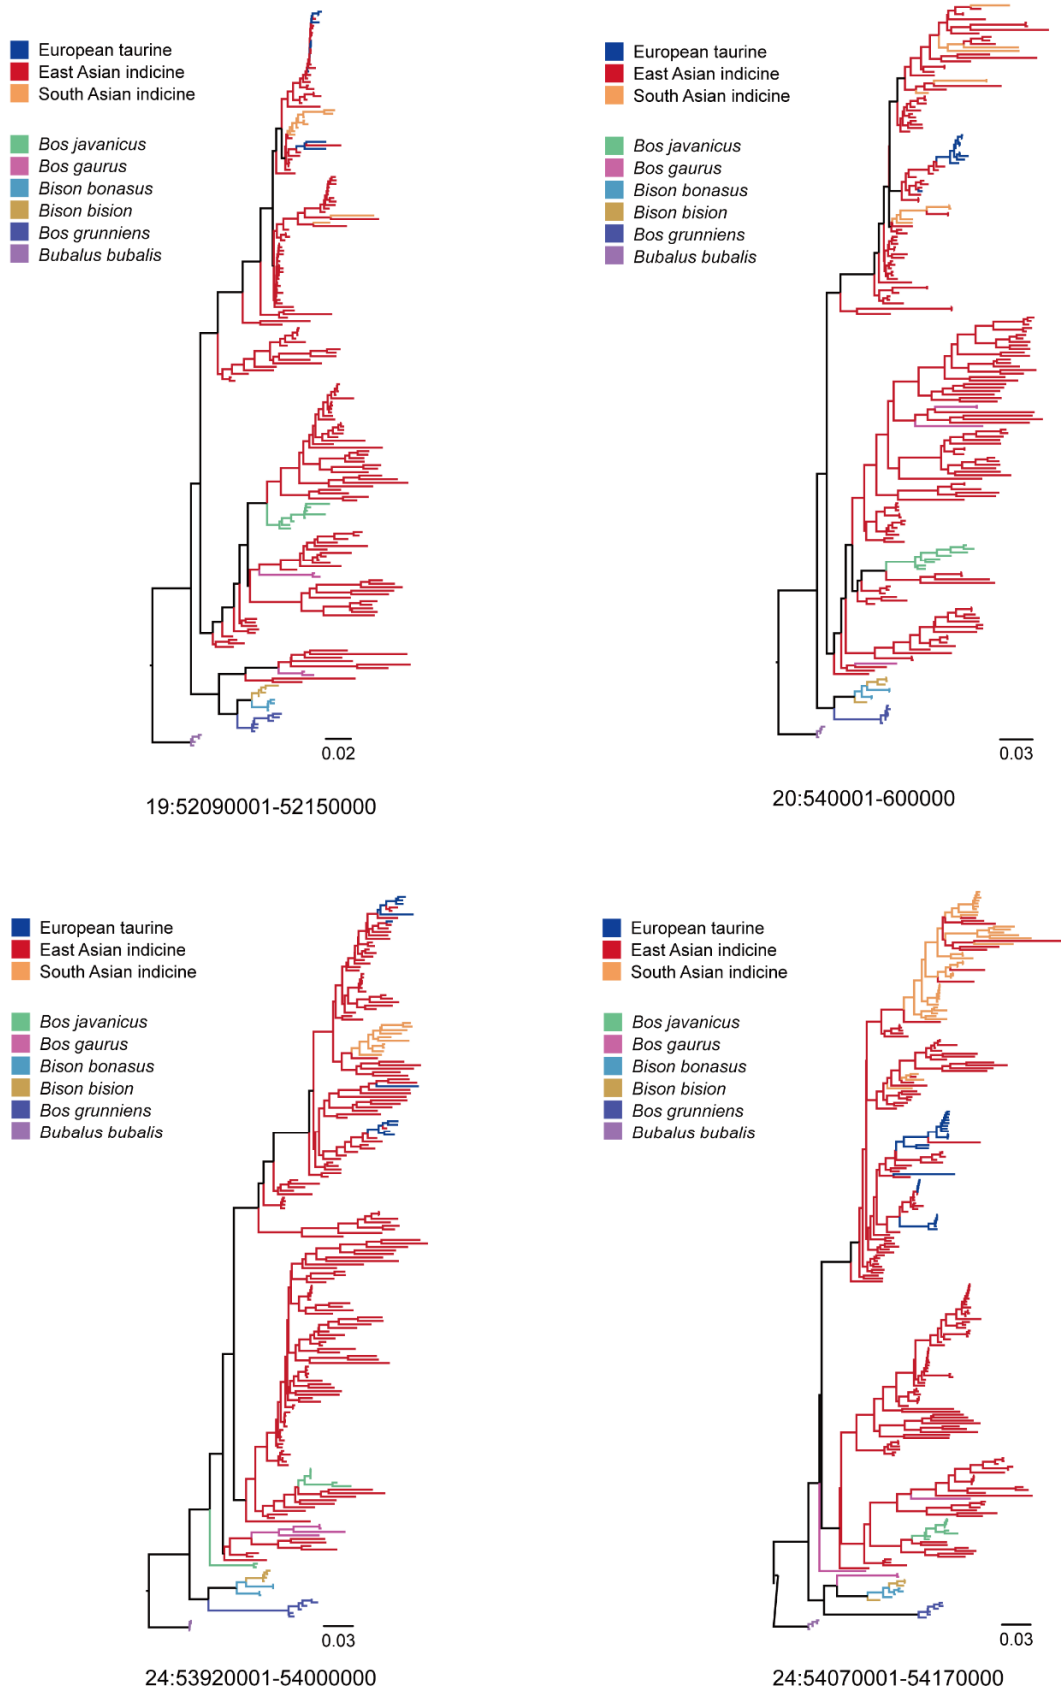 European taurine
East Asian indicine
South Asian indicine
Bos javanicus
Bos gaurus
Bison bonasus
Bison bision
Bos grunniens
Bubalus bubalis
0.02
19:52090001-52150000
European taurine
East Asian indicine
South Asian indicine
Bos javanicus
Bos gaurus
Bison bonasus
Bison bision
Bos grunniens
Bubalus bubalis
0.03
20:540001-600000
European taurine
East Asian indicine
South Asian indicine
Bos javanicus
Bos gaurus
Bison bonasus
Bison bision
Bos grunniens
Bubalus bubalis
0.03
24:53920001-54000000
European taurine
East Asian indicine
South Asian indicine
Bos javanicus
Bos gaurus
Bison bonasus
Bison bision
Bos grunniens
Bubalus bubalis
0.03
24:54070001-54170000